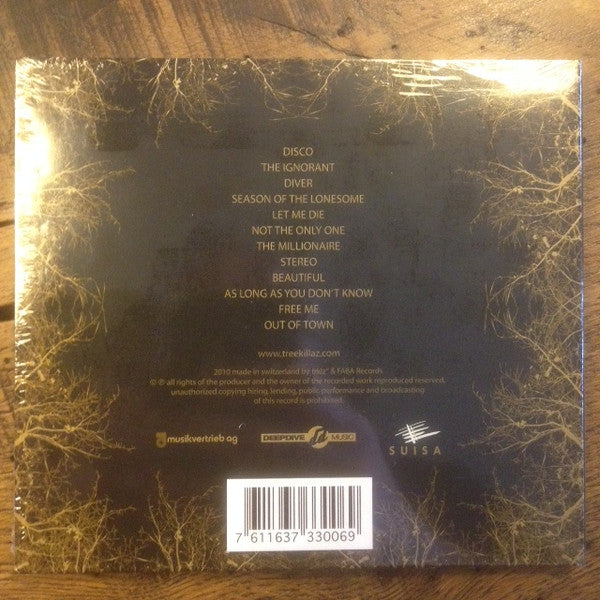 DISCO
THE IGNORANT
DIVER
SEASON OF THE LONESOME
LET ME DIE
NOT THE ONLY ONE
THE MILLIONAIRE
STEREO
BEAUTIFUL
AS LONG AS YOU DON'T KNOW
FREE ME
OUT OF TOWN
www.treekillaz.com
2010 made in switzerland by & FABA Records
© ℗ all rights of the producer and the owner of the recorded work reproduced reserved,
unauthorized copying hiring, lending, public performance and broadcasting
of this record is prohibited.
musikvertrieb ag DEEPDIVE MUSIC SUISA
7 611637 330069